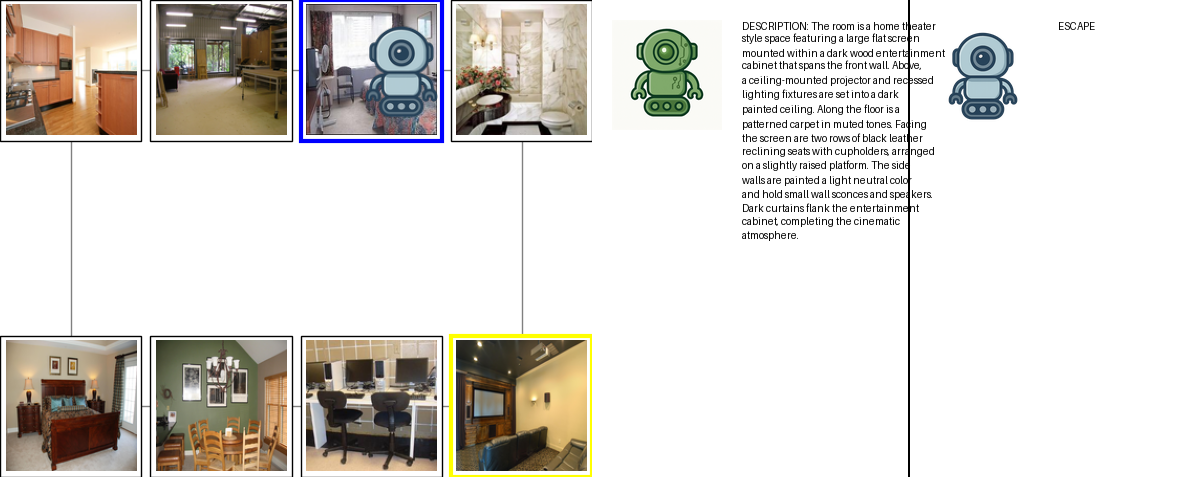 DESCRIPTION: The room is a home theater
style space featuring a large flat screen
mounted within a dark wood entertainment
cabinet that spans the front wall. Above,
a ceiling-mounted projector and recessed
lighting fixtures are set into a dark
painted ceiling. Along the floor is a
patterned carpet in muted tones. Facing
the screen are two rows of black leather
reclining seats with cupholders, arranged
on a slightly raised platform. The side
walls are painted a light neutral color
and hold small wall sconces and speakers.
Dark curtains flank the entertainment
cabinet, completing the cinematic
atmosphere.
ESCAPE